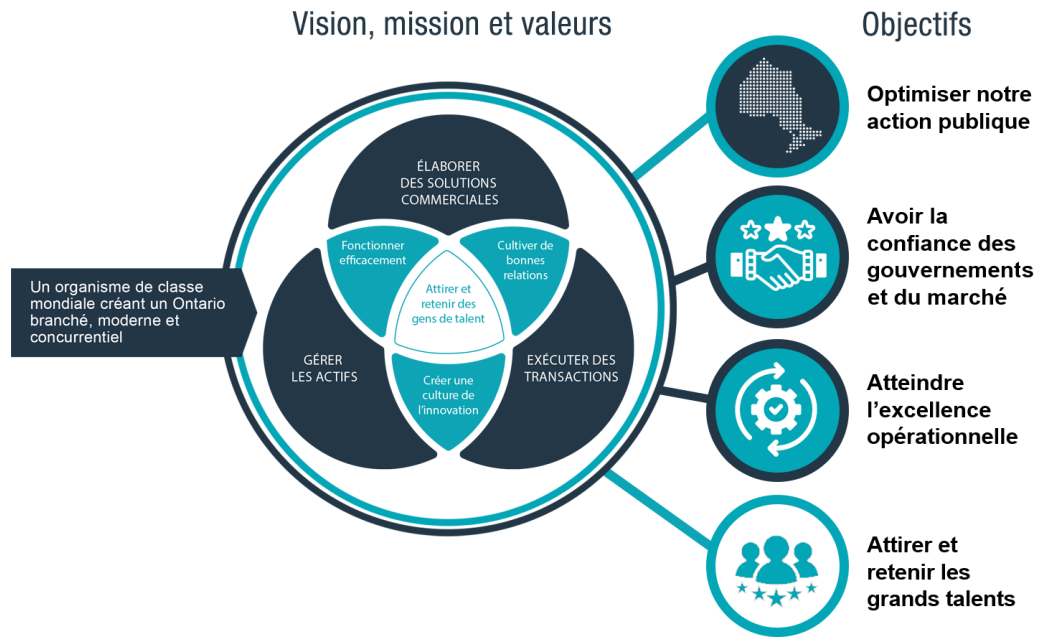 Vision, mission et valeurs
Objectifs
Un organisme de classe
mondiale créant un Ontario
branché, moderne et
concurrentiel
ÉLABORER
DES SOLUTIONS
COMMERCIALES
Fonctionner
efficacement
Cultiver de
bonnes
relations
Attirer et
retenir des
gens de talent
GÉRER
LES ACTIFS
EXÉCUTER DES
TRANSACTIONS
Créer une
culture de
l'innovation
Optimiser notre
action publique
Avoir la
confiance des
gouvernements
et du marché
Atteindre
l’excellence
opérationnelle
Attirer et
retenir les
grands talents